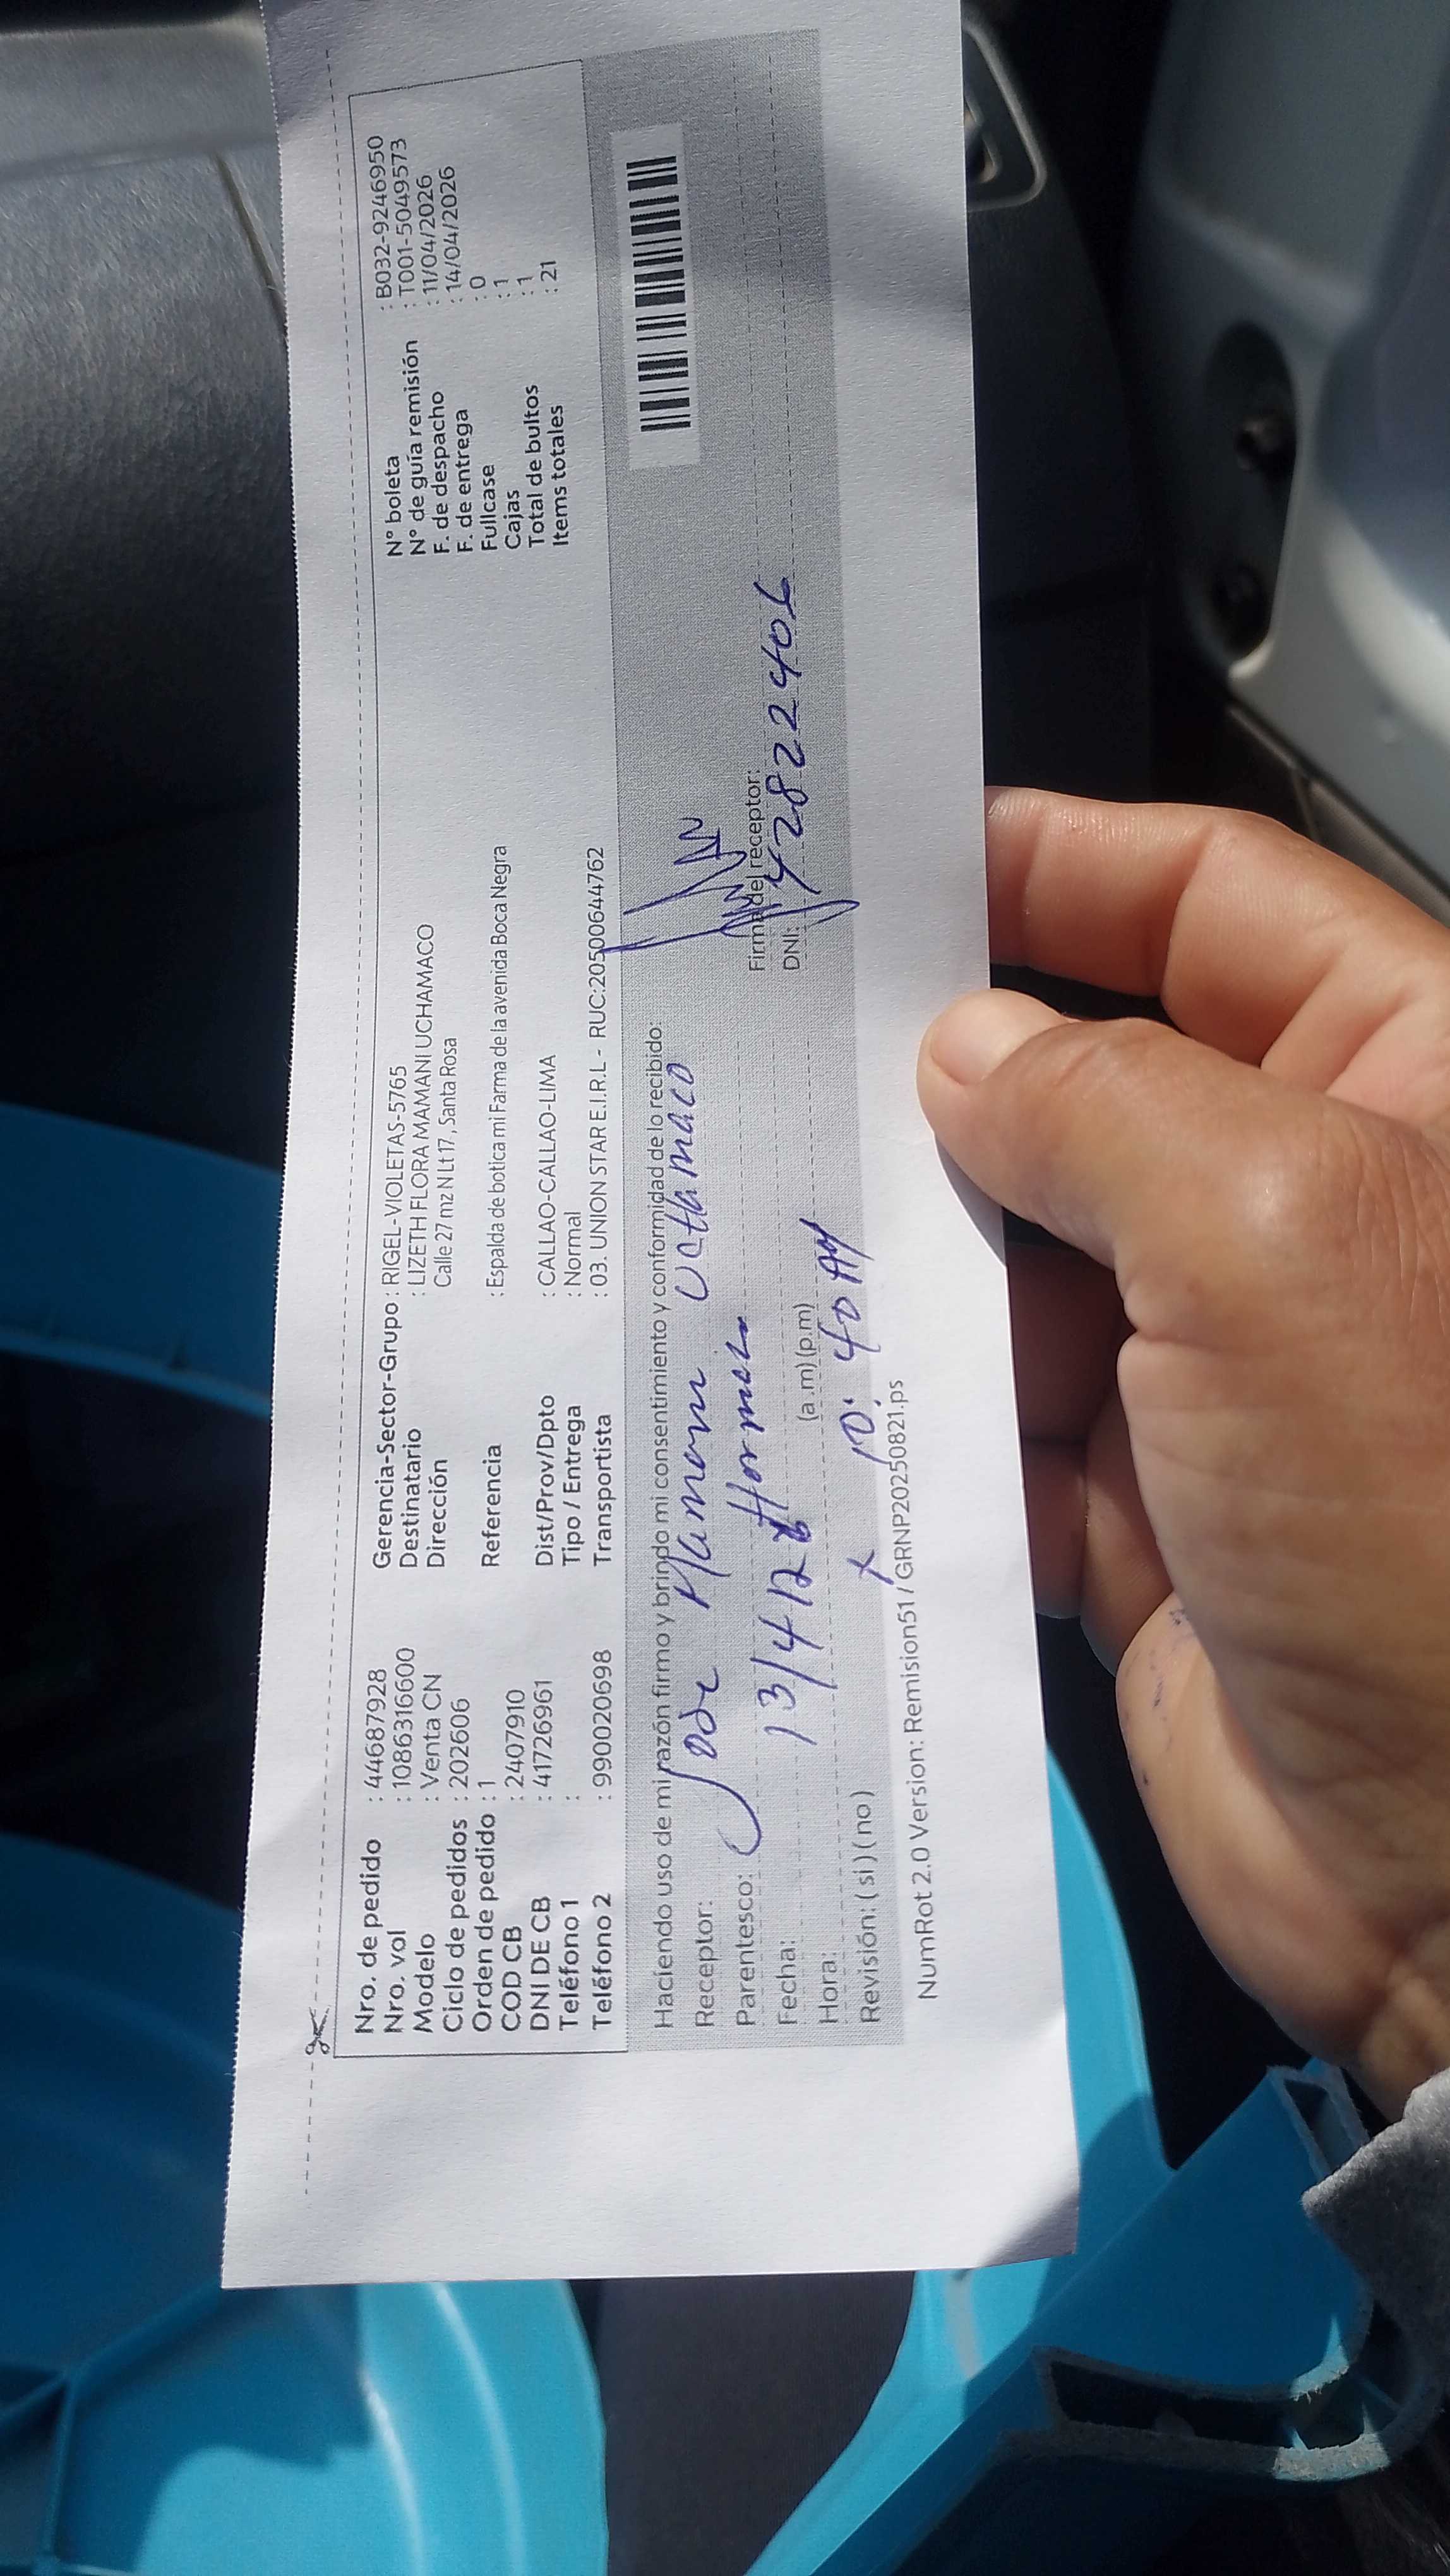 Nro. de pedido : 44687928
Nro. vol : 1086316600
Modelo : Venta CN
Ciclo de pedidos : 202606
Orden de pedido : 1
COD CB : 2407910
DNI DE CB : 41726961
Teléfono 1 :
Teléfono 2 : 990020698
Gerencia-Sector-Grupo : RIGEL-VIOLETAS-5765
Destinatario : LIZETH FLORA MAMANI UCHAMACO
Dirección Calle 27 mz N Lt 17 , Santa Rosa
Referencia : Espalda de botica mi Farma de la avenida Boca Negra
Dist/Prov/Dpto : CALLAO-CALLAO-LIMA
Tipo / Entrega : Normal
Transportista : 03. UNION STAR E.I.R.L - RUC:20500644762
N° boleta : B032-9246950
N° de guía remisión : T001-5049573
F. de despacho : 11/04/2026
F. de entrega : 14/04/2026
Fullcase : 0
Cajas : 1
Total de bultos : 1
Items totales : 21
Haciendo uso de mi razón firmo y brindo mi consentimiento y conformidad de lo recibido:
Receptor: Mamani Uchamaco
Parentesco:
Fecha: 13/4/26
Hora: (a.m) (p.m)
10:40 AM
Revisión: ( si ) ( no )
Firma del receptor:
DNI: 42822406
NumRot 2.0 Version: Remision51 / GRNP20250821.ps